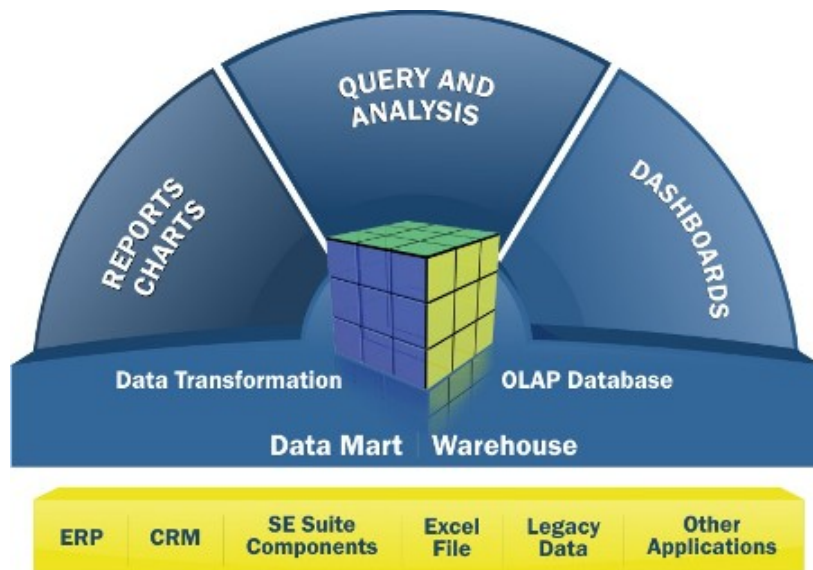 QUERY AND
ANALYSIS
REPORTS
CHARTS
DASHBOARDS
Data Transformation
OLAP Database
Data Mart | Warehouse
ERP
CRM
SE Suite
Components
Excel
File
Legacy
Data
Other
Applications